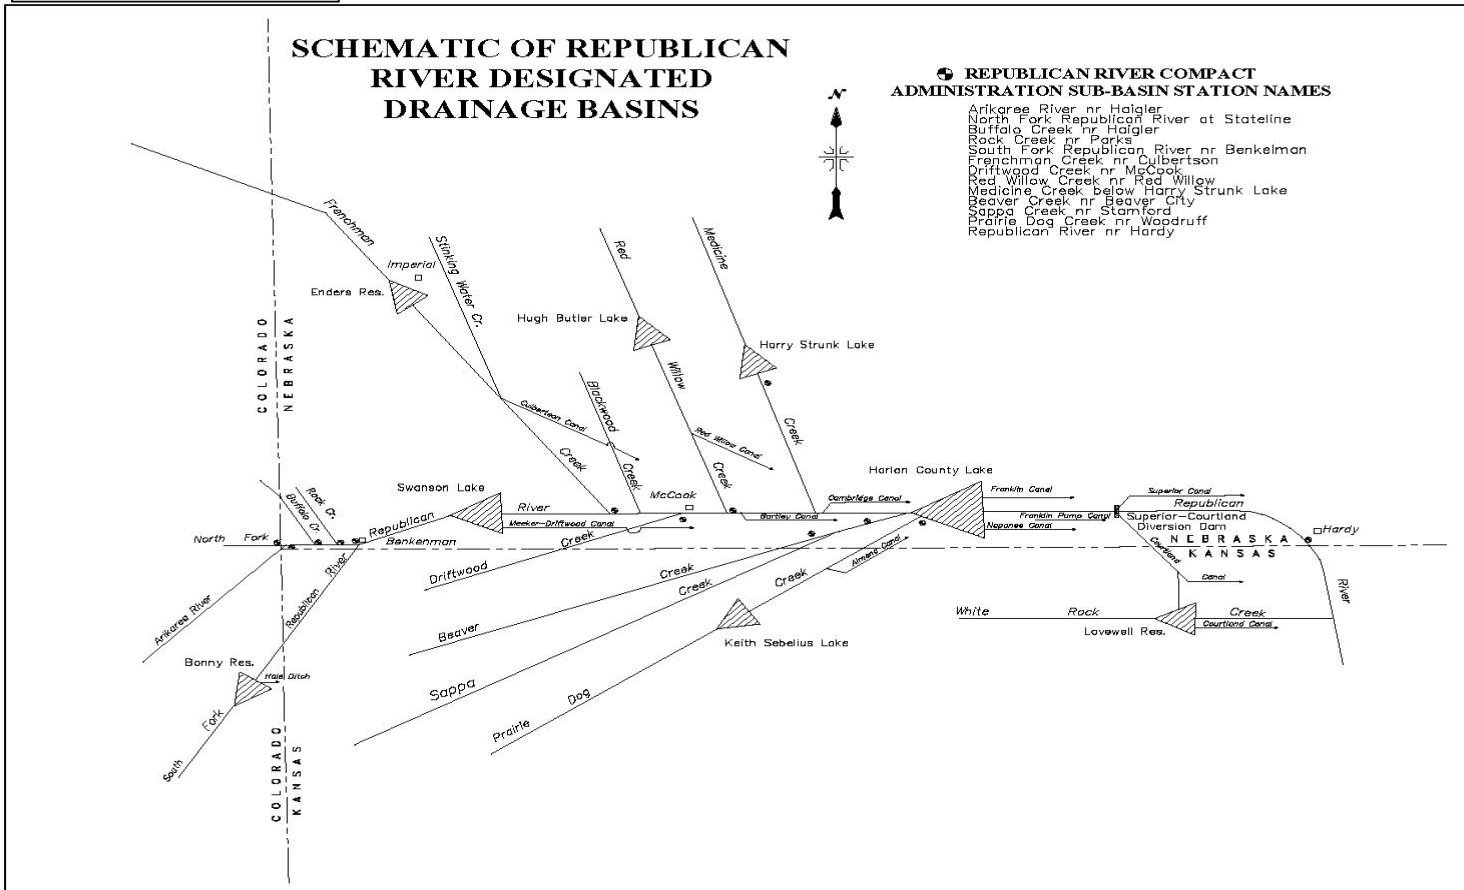 SCHEMATIC OF REPUBLICAN
RIVER DESIGNATED
DRAINAGE BASINS
N
REPUBLICAN RIVER COMPACT
ADMINISTRATION SUB-BASIN STATION NAMES
Arikaree River nr Haigler
North Fork Republican River at Stateline
Buffalo Creek nr Haigler
Rock Creek nr Parks
South Fork Republican River nr Benkelman
Frenchman Creek nr Culbertson
Driftwood Creek nr McCook
Red Willow Creek nr Red Willow
Medicine Creek below Harry Strunk Lake
Beaver Creek nr Beaver City
Sappa Creek nr Stamford
Prairie Dog Creek nr Woodruff
Republican River nr Hardy
Frenchman
Creek
Imperial
Enders Res.
Stinking Water Cr.
Culbertson Canal
Blackwood
Creek
Red
Willow
Creek
Hugh Butler Lake
Red Willow Canal
Medicine
Creek
Harry Strunk Lake
COLORADO
NEBRASKA
Rock Cr.
Buffalo Cr.
Swanson Lake
Republican
River
McCook
Meeker-Driftwood Canal
Bartley Canal
Cambridge Canal
Harlan County Lake
Franklin Canal
Franklin Pump Canal
Naponee Canal
Superior Canal
Republican
Superior-Courtland
Diversion Dam
NEBRASKA
KANSAS
Hardy
River
North Fork
Benkenman
Arikaree River
Republican
River
Bonny Res.
Hale Ditch
South
Fork
COLORADO
KANSAS
Driftwood
Creek
Beaver
Creek
Sappa
Creek
Prairie
Dog
Creek
Almena Canal
Keith Sebelius Lake
Courtland
Canal
White
Rock
Creek
Lovewell Res.
Courtland Canal